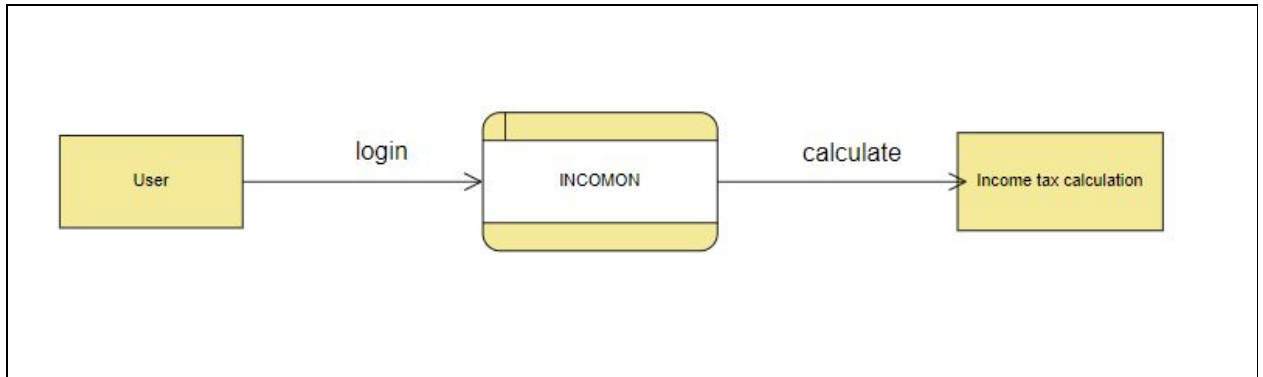 login
calculate
User
INCOMON
Income tax calculation